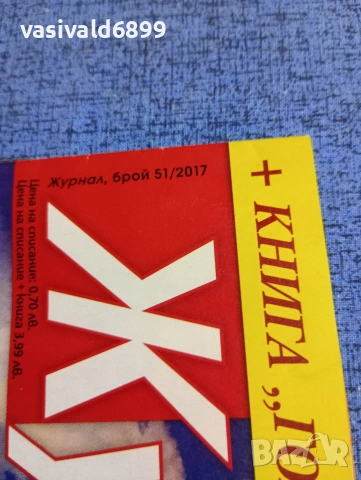 vasivald6899
Журнал, брой 51/2017
Цена на списание: 0,70 лв.
Цена на списание + книга 3,99 лв.
Ж
+ КНИГА „
BAZAR